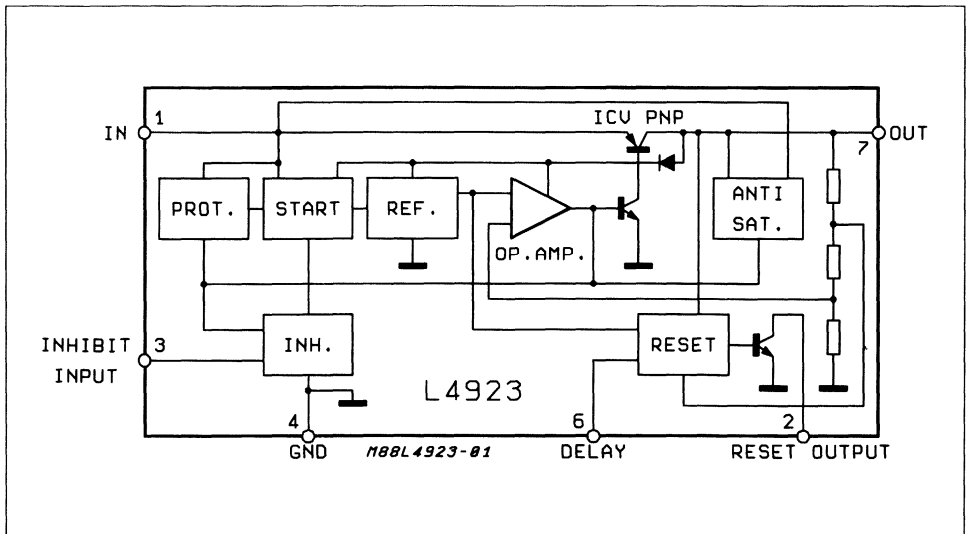 ICV PNP
1
IN
OUT
7
PROT.
START
REF.
ANTI
SAT.
OP.AMP.
INHIBIT
INPUT
3
INH.
RESET
L4923
4
6
2
GND
M88L4923-01
DELAY
RESET OUTPUT